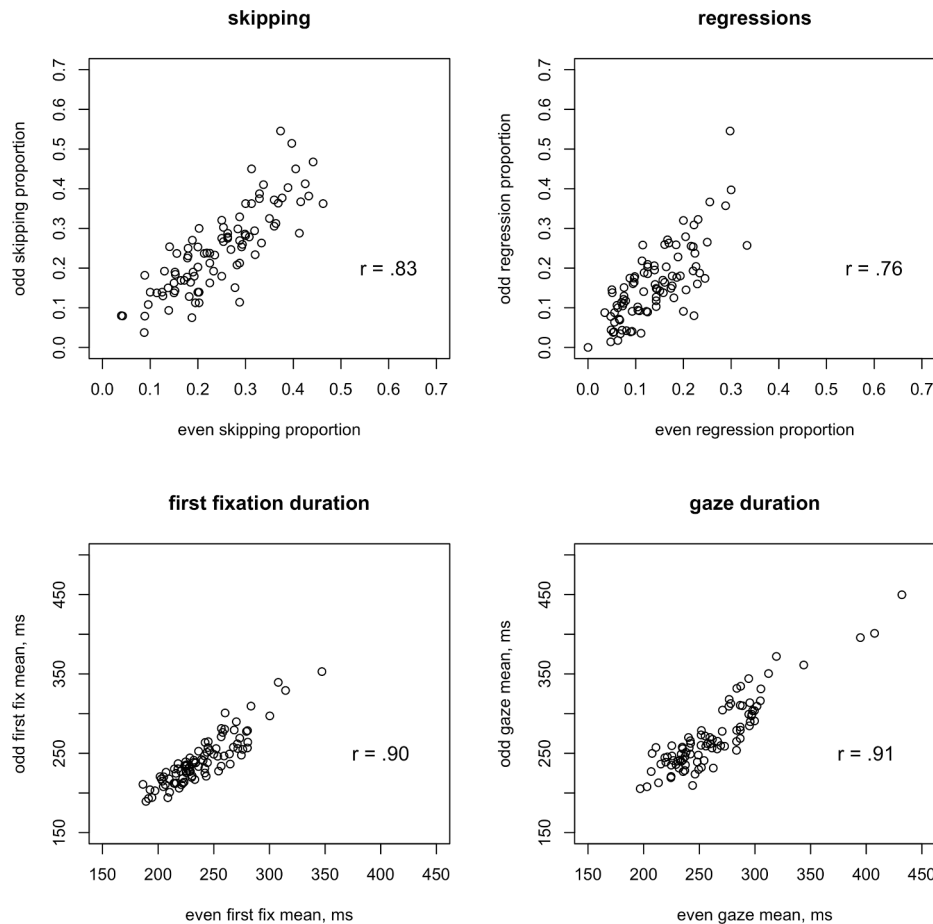 skipping
odd skipping proportion
0.0 0.1 0.2 0.3 0.4 0.5 0.6 0.7
r = .83
0.0 0.1 0.2 0.3 0.4 0.5 0.6 0.7
even skipping proportion
regressions
odd regression proportion
0.0 0.1 0.2 0.3 0.4 0.5 0.6 0.7
r = .76
0.0 0.1 0.2 0.3 0.4 0.5 0.6 0.7
even regression proportion
first fixation duration
odd first fix mean, ms
150 250 350 450
r = .90
150 200 250 300 350 400 450
even first fix mean, ms
gaze duration
odd gaze mean, ms
150 250 350 450
r = .91
150 200 250 300 350 400 450
even gaze mean, ms